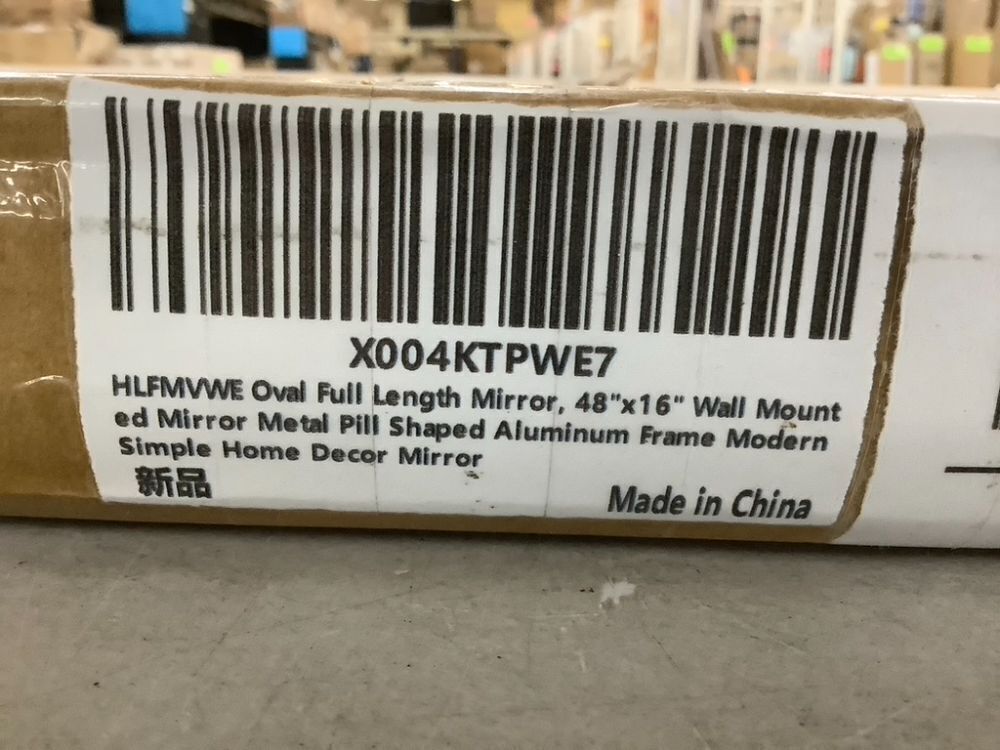 X004KTPWE7
HLFMVWE Oval Full Length Mirror, 48"x16" Wall Mount
ed Mirror Metal Pill Shaped Aluminum Frame Modern
Simple Home Decor Mirror
新品
Made in China